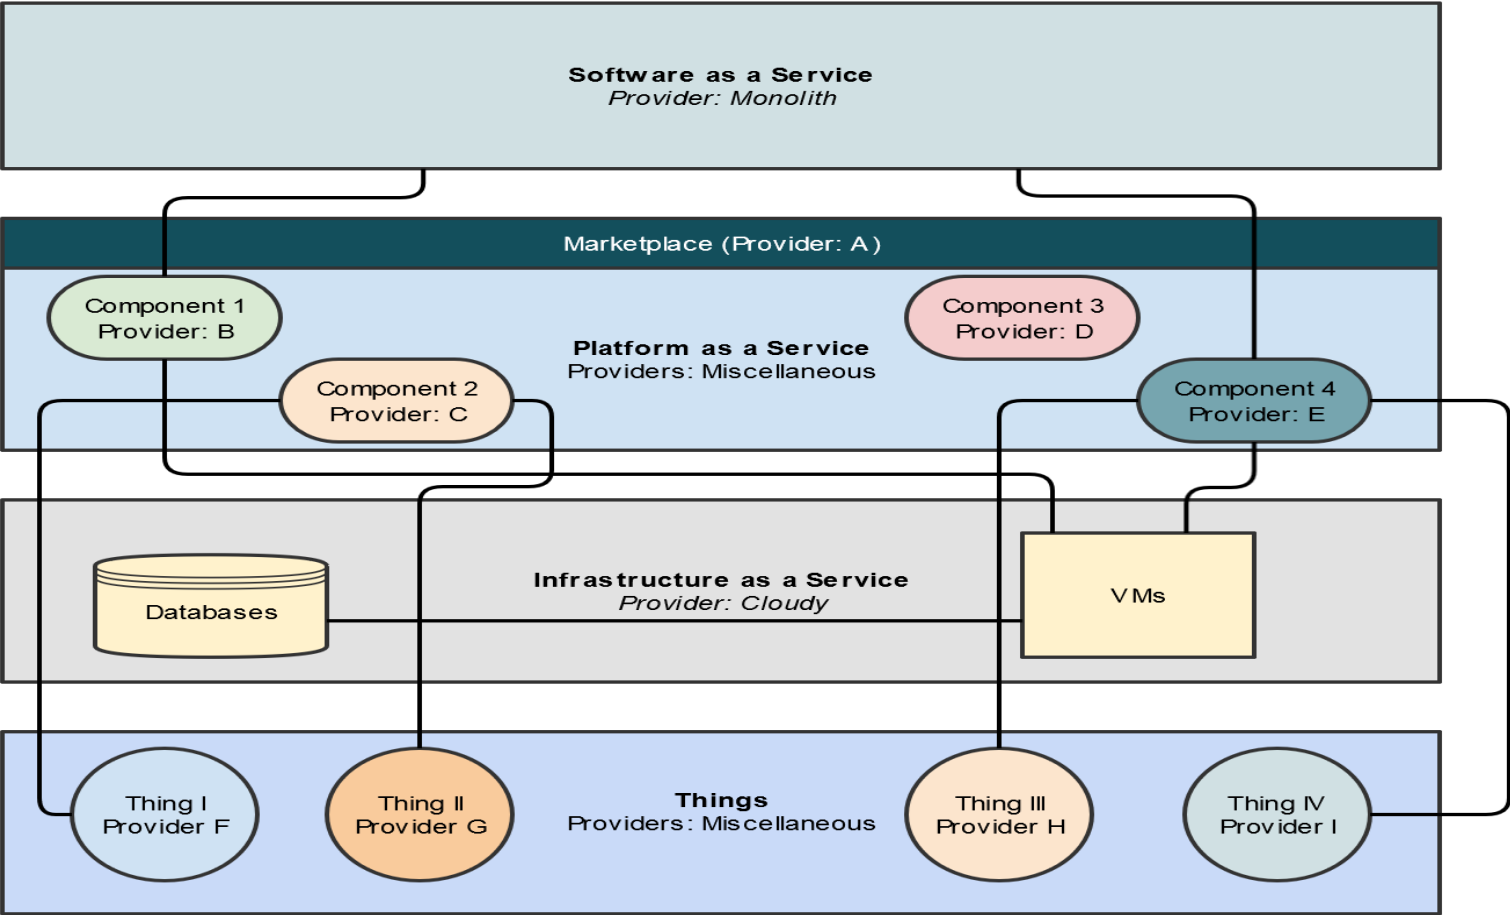 Software as a Service
Provider: Monolith
Marketplace (Provider: A)
Component 1
Provider: B
Component 3
Provider: D
Platform as a Service
Providers: Miscellaneous
Component 2
Provider: C
Component 4
Provider: E
Infrastructure as a Service
Provider: Cloudy
Databases
VMs
Thing I
Provider F
Thing II
Provider G
Things
Providers: Miscellaneous
Thing III
Provider H
Thing IV
Provider I